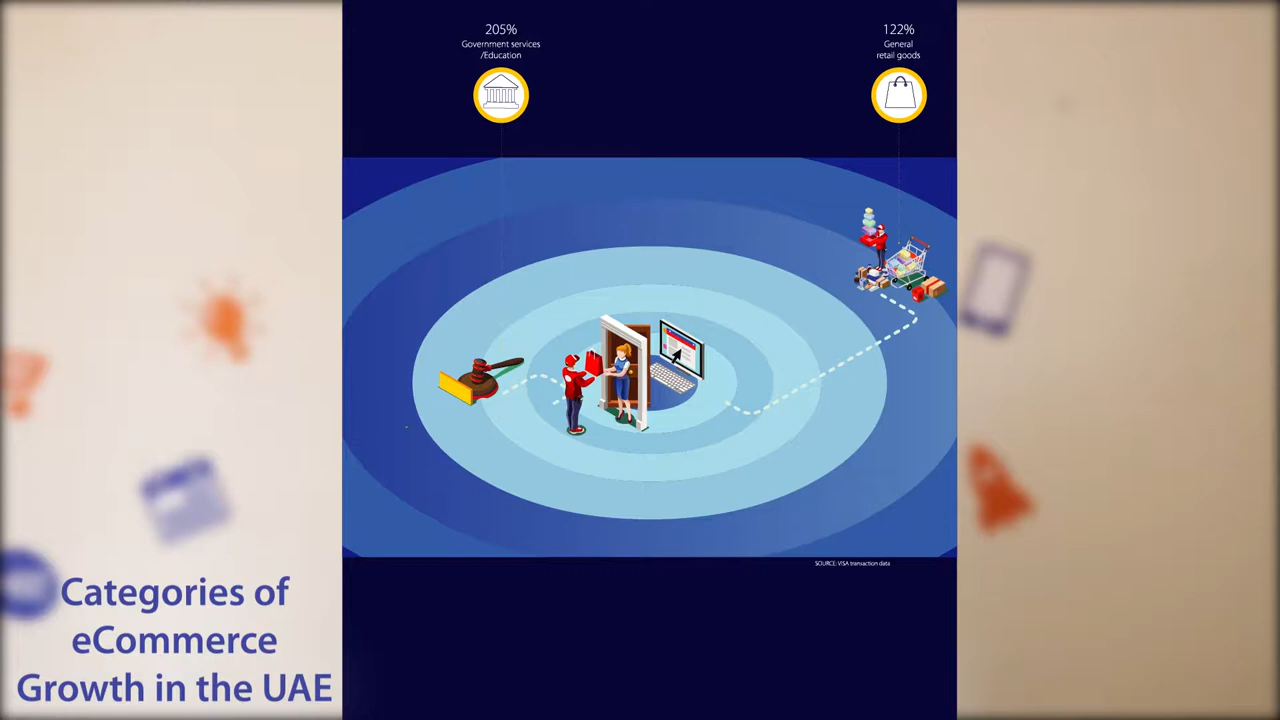 205%
Government services
/Education
122%
General
retail goods
SOURCE: VISA transaction data
Categories of
eCommerce
Growth in the UAE